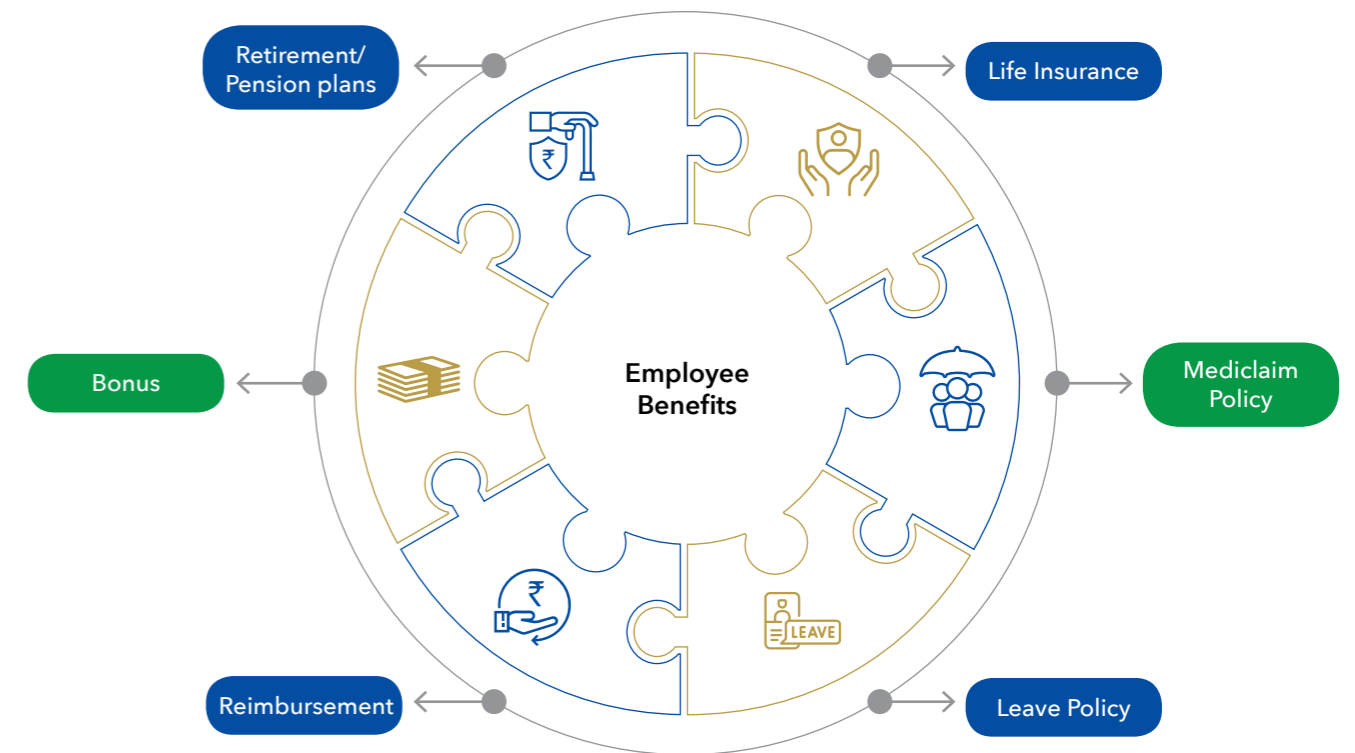 Retirement/
Pension plans
Life Insurance
₹
Bonus
Employee
Benefits
Mediclaim
Policy
₹
LEAVE
Reimbursement
Leave Policy